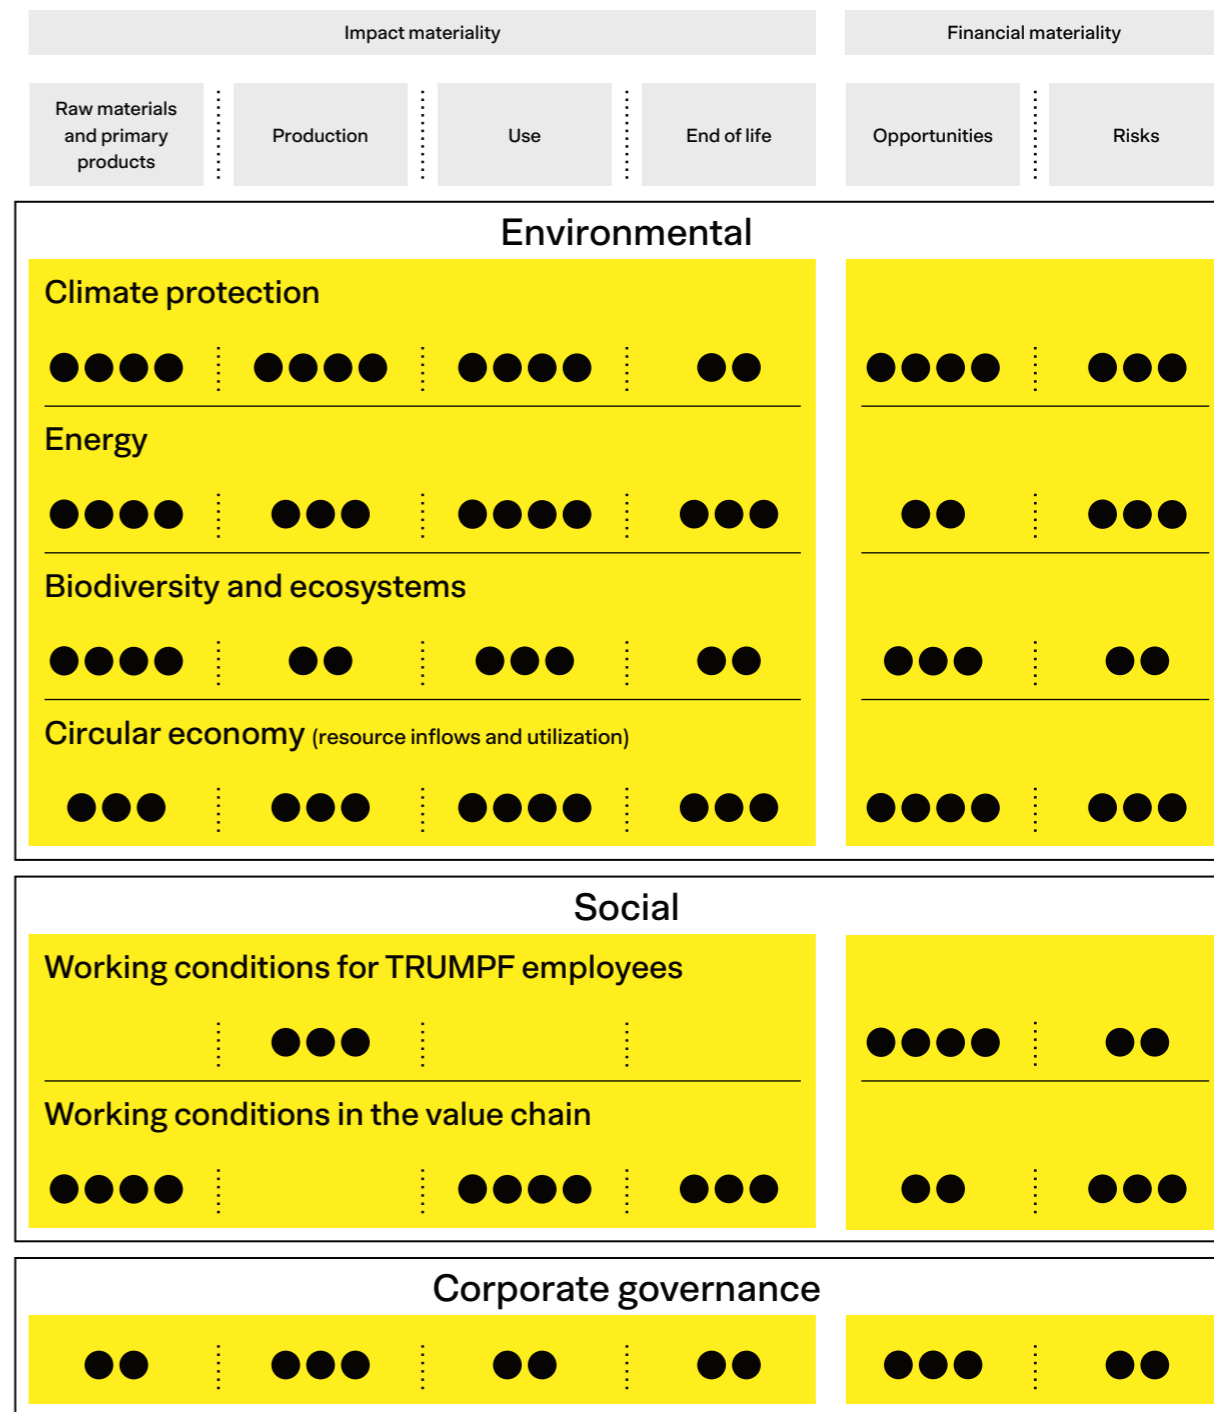 Impact materiality
Financial materiality
Raw materials
and primary
products
Production
Use
End of life
Opportunities
Risks
Environmental
Climate protection
Energy
Biodiversity and ecosystems
Circular economy (resource inflows and utilization)
Social
Working conditions for TRUMPF employees
Working conditions in the value chain
Corporate governance